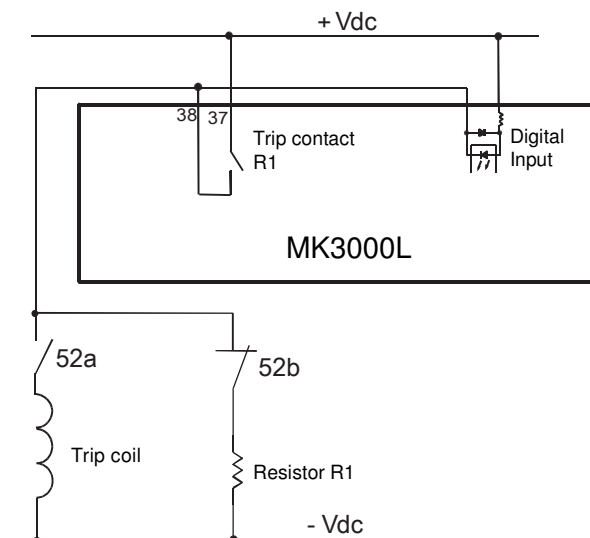 + Vdc
38 37
Trip contact
R1
Digital
Input
MK3000L
52a
52b
Trip coil
Resistor R1
- Vdc